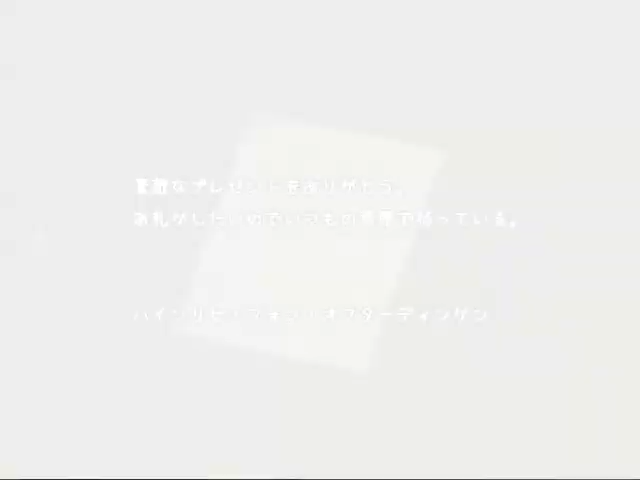 素敵なプレゼントをありがとう。
お礼がしたいのでいつもの場所で待っている。
ハインリヒ・フォン・オフターディンゲン